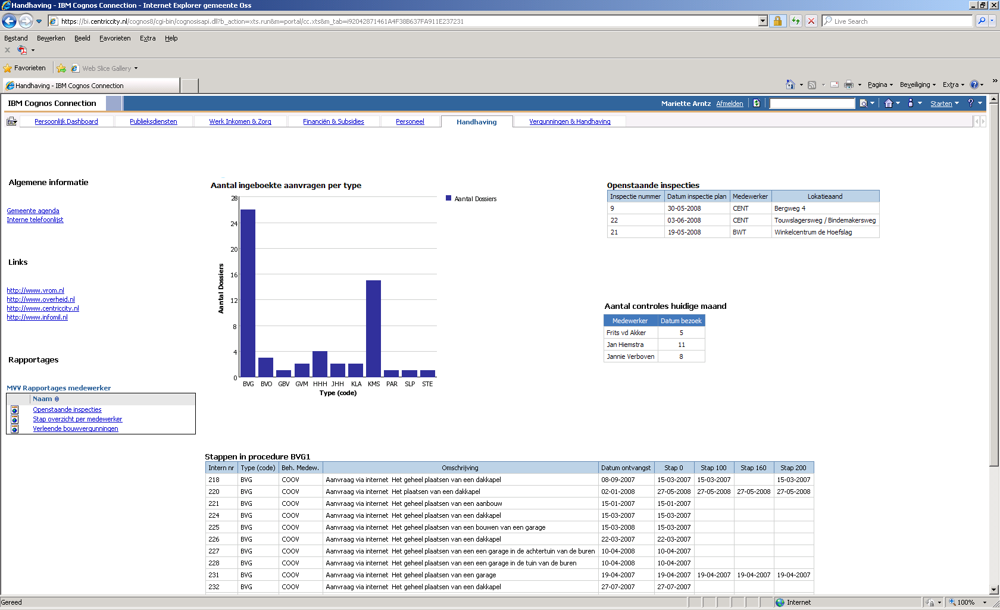 Handhaving - IBM Cognos Connection - Internet Explorer gemeente Oss
https://bi.centriccity.nl/cognos8/cgi-bin/cognosisapi.dll?b_action=xts.run&m=portal/cc.xts&m_tab=i92042871461A4F38B637FA911E237231
Live Search
Bestand Bewerken Beeld Favorieten Extra Help
Favorieten Web Slice Gallery
Handhaving - IBM Cognos Connection
Pagina Beveiliging Extra
IBM Cognos Connection
Mariette Arntz Afmelden Starten
Persoonlijk Dashboard Publieksdiensten Werk Inkomen & Zorg Financiën & Subsidies Personeel Handhaving Vergunningen & Handhaving
Algemene informatie
Gemeente agenda
Interne telefoonlijst
Links
http://www.vrom.nl
http://www.overheid.nl
http://www.centriccity.nl
http://www.infomil.nl
Rapportages
MVV Rapportages medewerker
Naam
Openstaande inspecties
Stap overzicht per medewerker
Verleende bouwvergunningen
Aantal ingeboekte aanvragen per type
Aantal Dossiers
28
24
20
16
12
8
4
0
Aantal Dossiers
BVG BVO GBV GVM HHH JHH KLA KMS PAR SLP STE
Type (code)
Openstaande inspecties
Inspectie nummer Datum inspectie plan Medewerker Lokatieaand
9 30-05-2008 CENT Bergweg 4
22 03-06-2008 CENT Touwslagersweg / Bindemakersweg
21 19-05-2008 BWT Winkelcentrum de Hoefslag
Aantal controles huidige maand
Medewerker Datum bezoek
Frits vd Akker 5
Jan Hiemstra 11
Jannie Verboven 8
Stappen in procedure BVG1
Intern nr Type (code) Beh. Medew. Omschrijving Datum ontvangst Stap 0 Stap 100 Stap 160 Stap 200
218 BVG COOV Aanvraag via internet Het geheel plaatsen van een dakkapel 08-09-2007 15-03-2007 15-03-2007 15-03-2007
220 BVG COOV Aanvraag via internet Het plaatsen van een dakkapel 02-01-2008 27-05-2008 27-05-2008 27-05-2008 27-05-2008
221 BVG COOV Aanvraag via internet Het geheel plaatsen van een aanbouw 15-01-2007 15-01-2007
224 BVG COOV Aanvraag via internet Het geheel plaatsen van een dakkapel 15-03-2007 15-03-2007
225 BVG COOV Aanvraag via internet Het geheel plaatsen van een bouwen van een garage 15-03-2008 15-03-2007
226 BVG COOV Aanvraag via internet Het geheel plaatsen van een dakkapel 22-03-2007 22-03-2007
227 BVG COOV Aanvraag via internet Het geheel plaatsen van een een garage in de achtertuin van de buren 10-04-2008 10-04-2007
228 BVG COOV Aanvraag via internet Het geheel plaatsen van een een garage in de tuin van de buren 10-04-2008 10-04-2007
231 BVG COOV Aanvraag via internet Het geheel plaatsen van een garage 19-04-2007 19-04-2007 19-04-2007 19-04-2007 19-04-2007
232 BVG COOV Aanvraag via internet Het geheel plaatsen van een dakkapel 27-07-2007 27-07-2007
Gereed Internet 100%